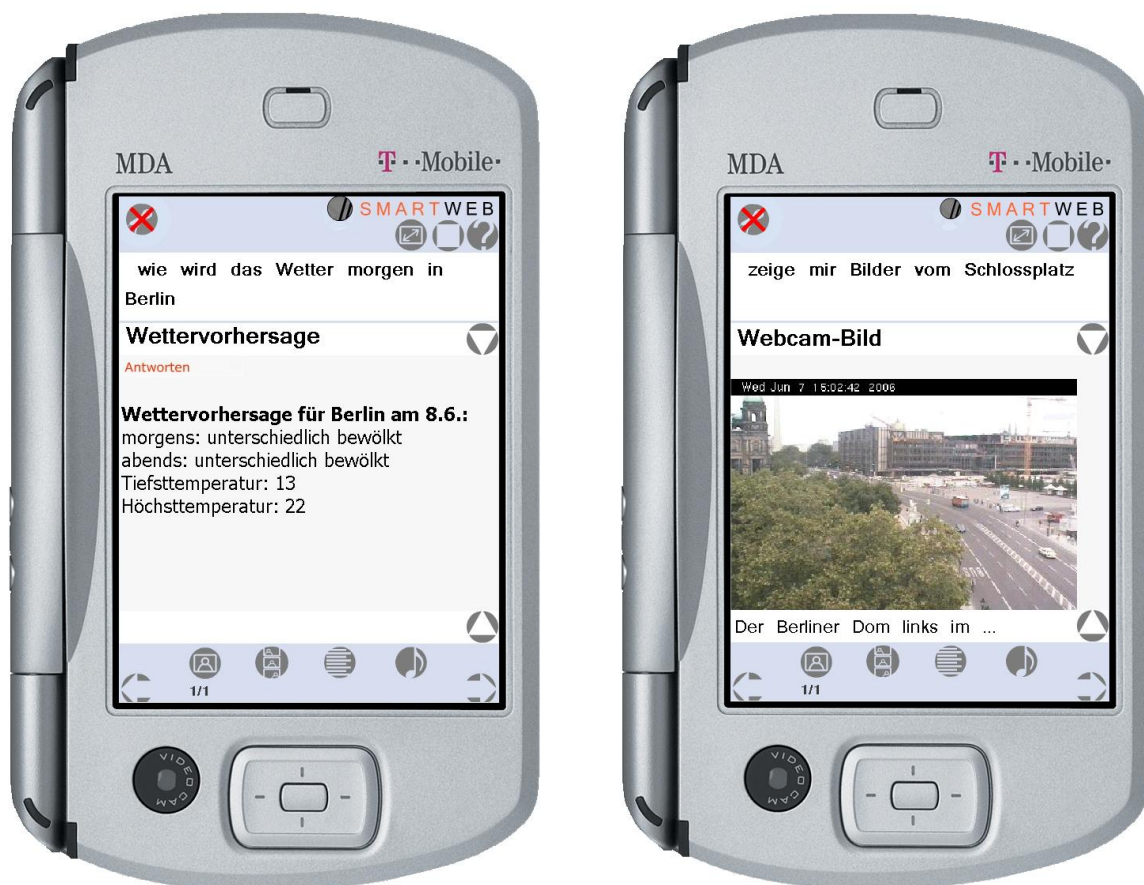 MDA
T··Mobile·
SMARTWEB
wie wird das Wetter morgen in
Berlin
Wettervorhersage
Antworten
Wettervorhersage für Berlin am 8.6.:
morgens: unterschiedlich bewölkt
abends: unterschiedlich bewölkt
Tiefsttemperatur: 13
Höchsttemperatur: 22
1/1
VIDEO CAM
MDA
T··Mobile·
SMARTWEB
zeige mir Bilder vom Schlossplatz
Webcam-Bild
Wed Jun 7 15:02:42 2006
Der Berliner Dom links im ...
1/1
VIDEO CAM